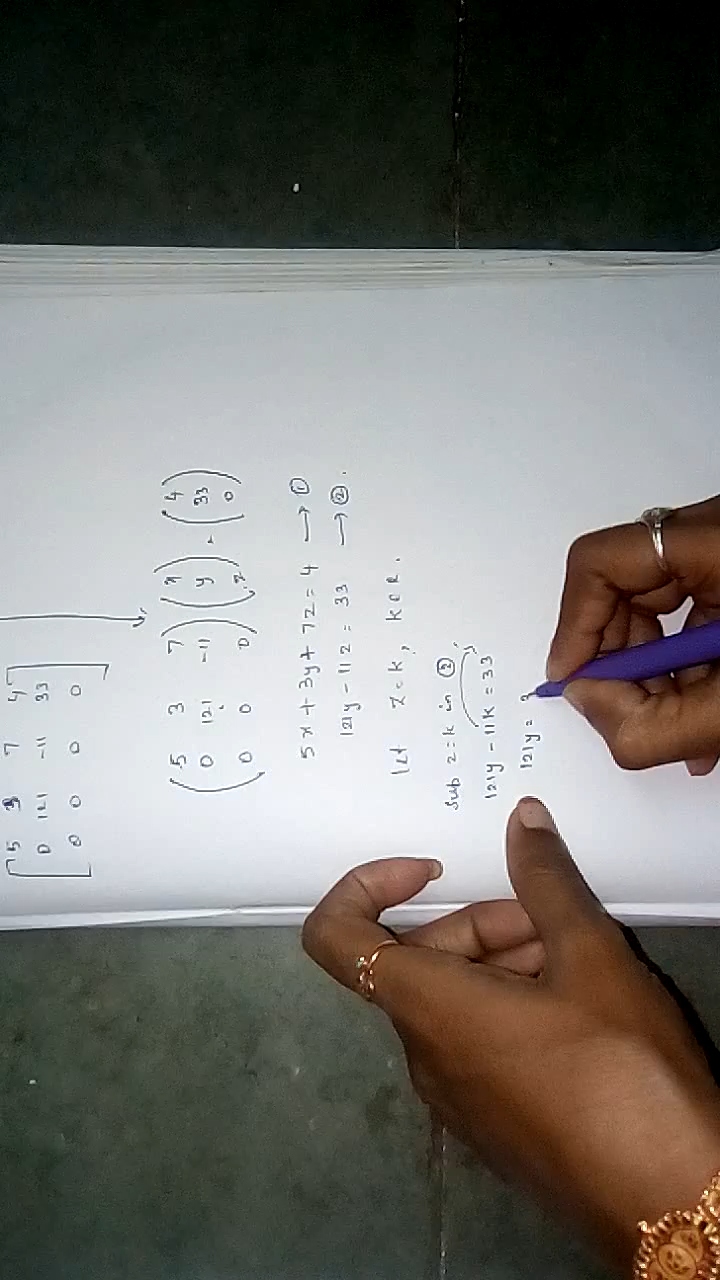 5 3 7 4
0 121 -11 33
0 0 0 0
(5 3 7) (x) = (4)
(0 121 -11) (y) (33)
(0 0 0) (z) (0)
5x + 3y + 7z = 4 → ①
121y - 11z = 33 → ②.
Let z = k, k ∈ R.
Sub z = k in ②,
121y - 11k = 33
121y = 3